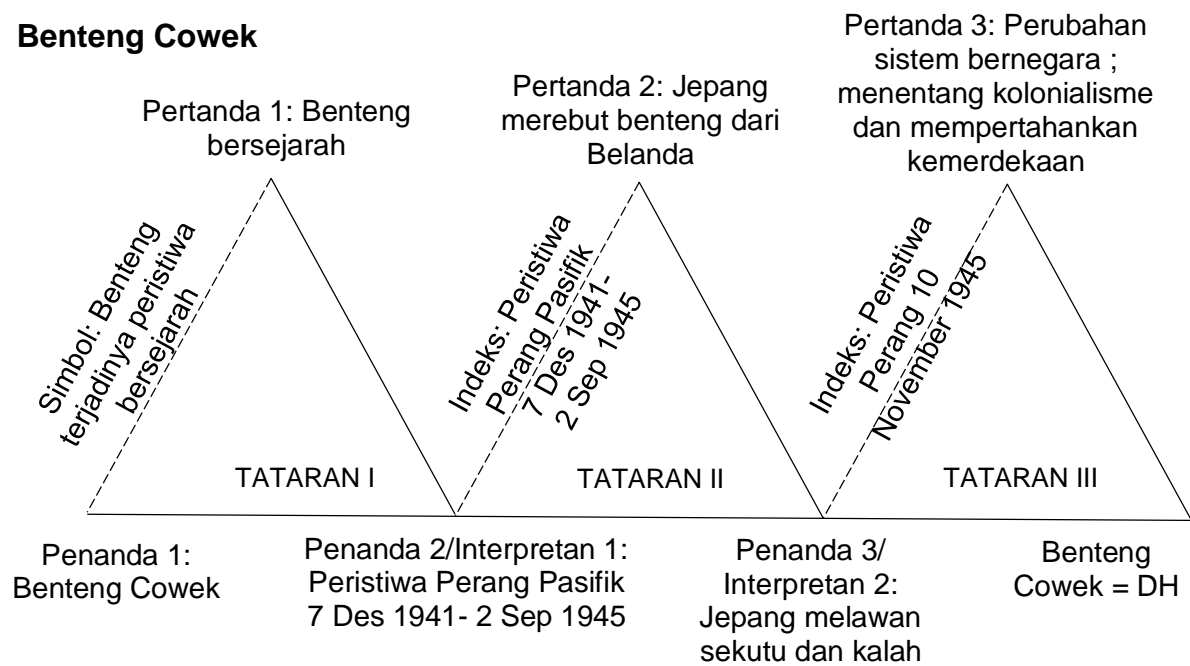 Benteng Cowek
Pertanda 1: Benteng
bersejarah
Pertanda 2: Jepang
merebut benteng dari
Belanda
Pertanda 3: Perubahan
sistem bernegara ;
menentang kolonialisme
dan mempertahankan
kemerdekaan
Simbol: Benteng
terjadinya peristiwa
bersejarah
Indeks: Peristiwa
Perang Pasifik
7 Des 1941-
2 Sep 1945
Indeks: Peristiwa
Perang 10
November 1945
TATARAN I
TATARAN II
TATARAN III
Penanda 1:
Benteng Cowek
Penanda 2/Interpretan 1:
Peristiwa Perang Pasifik
7 Des 1941- 2 Sep 1945
Penanda 3/
Interpretan 2:
Jepang melawan
sekutu dan kalah
Benteng
Cowek = DH